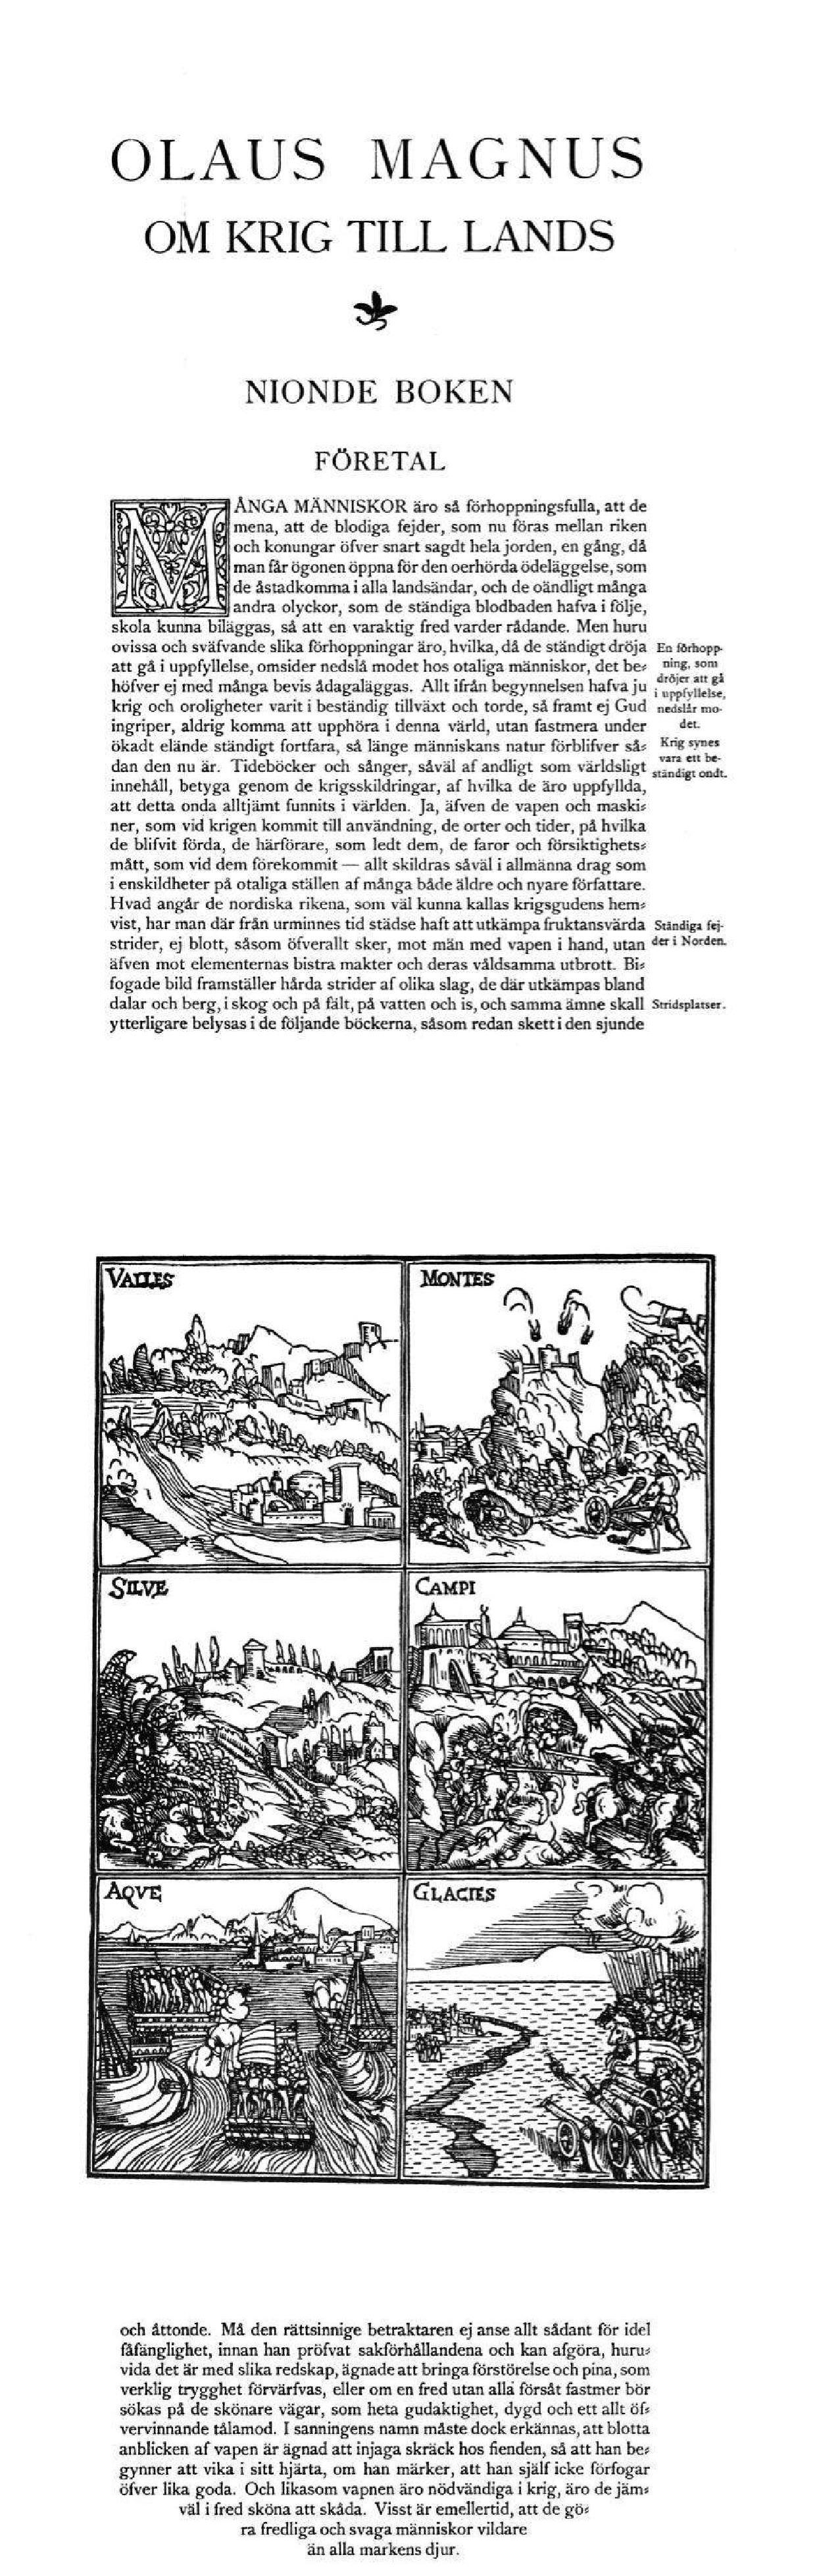 OLAUS MAGNUS
OM KRIG TILL LANDS
NIONDE BOKEN
FÖRETAL
MÅNGA MÄNNISKOR äro så förhoppningsfulla, att de
mena, att de blodiga fejder, som nu föras mellan riken
och konungar öfver snart sagdt hela jorden, en gång, då
man får ögonen öppna för den oerhörda ödeläggelse, som
de åstadkomma i alla landsändar, och de oändligt många
andra olyckor, som de ständiga blodbaden hafva i följe,
skola kunna biläggas, så att en varaktig fred varder rådande. Men huru
ovissa och sväfvande slika förhoppningar äro, hvilka, då de ständigt dröja
att gå i uppfyllelse, omsider nedslå modet hos otaliga människor, det be-
höfver ej med många bevis ådagaläggas. Allt ifrån begynnelsen hafva ju
krig och oroligheter varit i beständig tillväxt och torde, så framt ej Gud
ingriper, aldrig komma att upphöra i denna värld, utan fastmera under
ökadt elände ständigt fortfara, så länge människans natur förblifver så-
dan den nu är. Tideböcker och sånger, såväl af andligt som världsligt
innehåll, betyga genom de krigsskildringar, af hvilka de äro uppfyllda,
att detta onda alltjämt funnits i världen. Ja, äfven de vapen och maski-
ner, som vid krigen kommit till användning, de orter och tider, på hvilka
de blifvit förda, de härförare, som ledt dem, de faror och försiktighets-
mått, som vid dem förekommit — allt skildras såväl i allmänna drag som
i enskildheter på otaliga ställen af många både äldre och nyare författare.
Hvad angår de nordiska rikena, som väl kunna kallas krigsgudens hem-
vist, har man där från urminnes tid städse haft att utkämpa fruktansvärda
strider, ej blott, såsom öfverallt sker, mot män med vapen i hand, utan
äfven mot elementernas bistra makter och deras våldsamma utbrott. Bi-
fogade bild framställer hårda strider af olika slag, de där utkämpas bland
dalar och berg, i skog och på fält, på vatten och is, och samma ämne skall
ytterligare belysas i de följande böckerna, såsom redan skett i den sjunde
En förhopp-
ning, som
dröjer att gå
i uppfyllelse,
nedslår mo-
det.
Krig synes
vara ett be-
ständigt ondt.
Ständiga fej-
der i Norden.
Stridsplatser.
VALLES
MONTES
SILVE
CAMPI
AQVE
GLACIES
och åttonde. Må den rättsinnige betraktaren ej anse allt sådant för idel
fåfänglighet, innan han pröfvat sakförhållandena och kan afgöra, huru-
vida det är med slika redskap, ägnade att bringa förstörelse och pina, som
verklig trygghet förvärfvas, eller om en fred utan alla försåt fastmer bör
sökas på de skönare vägar, som heta gudaktighet, dygd och ett allt öf-
vervinnande tålamod. I sanningens namn måste dock erkännas, att blotta
anblicken af vapen är ägnad att injaga skräck hos fienden, så att han be-
gynner att vika i sitt hjärta, om han märker, att han själf icke förfogar
öfver lika goda. Och likasom vapnen äro nödvändiga i krig, äro de jäm-
väl i fred sköna att skåda. Visst är emellertid, att de gö-
ra fredliga och svaga människor vildare
än alla markens djur.